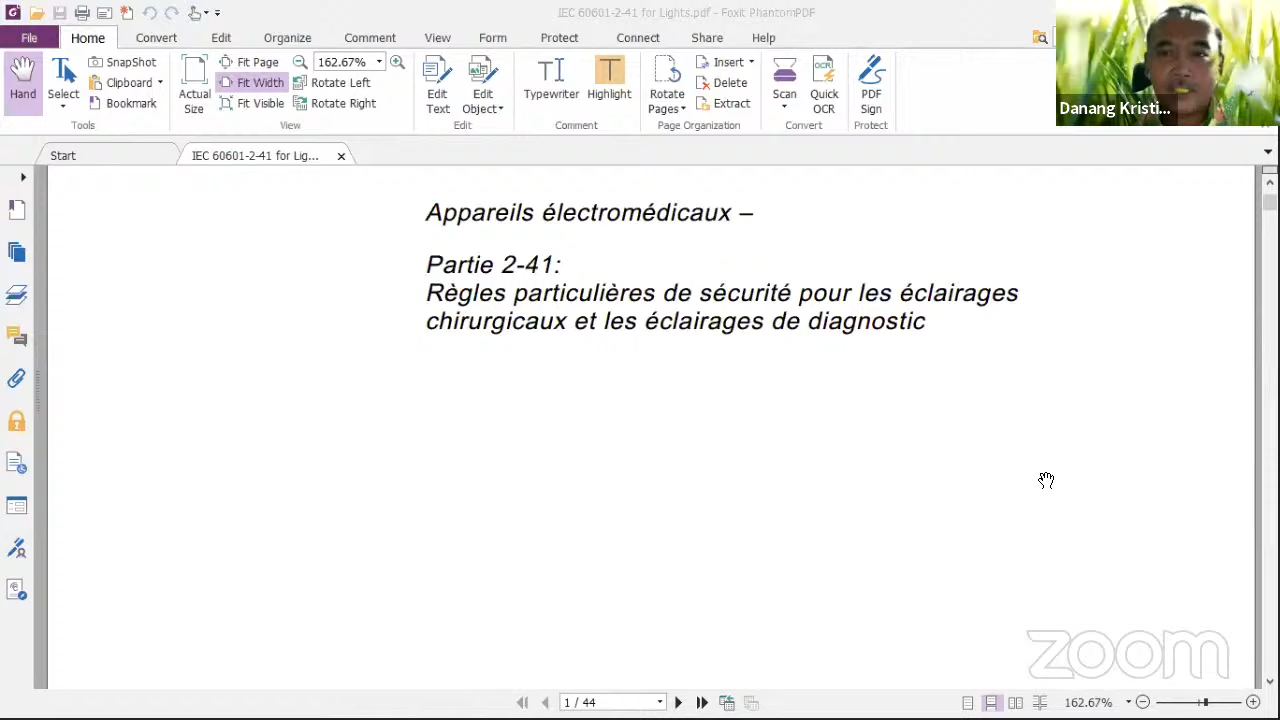 IEC 60601-2-41 for Lights.pdf - Foxit PhantomPDF
File Home Convert Edit Organize Comment View Form Protect Connect Share Help
Hand
Select
SnapShot
Clipboard
Bookmark
Tools
Actual Size
Fit Page
Fit Width
Fit Visible
162.67%
Rotate Left
Rotate Right
View
Edit Text
Edit Object
Edit
Typewriter
Highlight
Comment
Rotate Pages
Insert
Delete
Extract
Page Organization
Scan
Quick OCR
Convert
PDF Sign
Protect
Danang Kristi...
Start
IEC 60601-2-41 for Lig...
Appareils électromédicaux –
Partie 2-41:
Règles particulières de sécurité pour les éclairages
chirurgicaux et les éclairages de diagnostic
zoom
1 / 44
162.67%